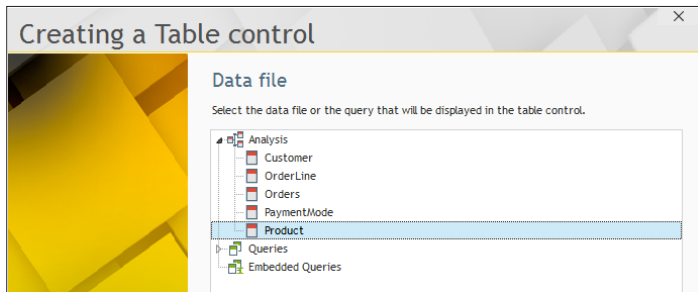 Creating a Table control
Data file
Select the data file or the query that will be displayed in the table control.
Analysis
Customer
OrderLine
Orders
PaymentMode
Product
Queries
Embedded Queries